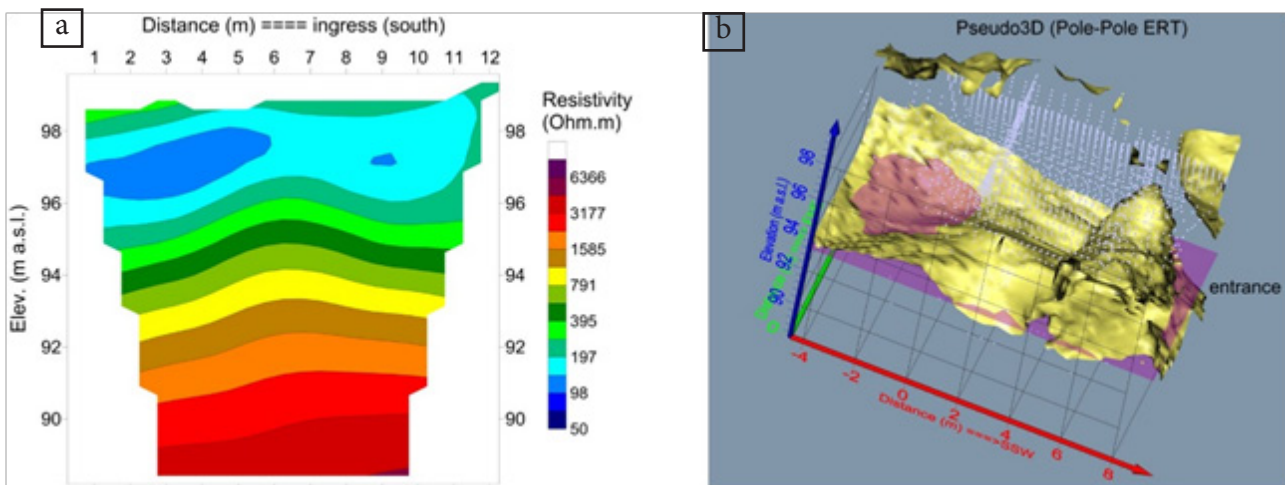 a
Distance (m) ==== ingress (south)
1 2 3 4 5 6 7 8 9 10 11 12
Elev. (m a.s.l.)
98
96
94
92
90
98
96
94
92
90
Resistivity
(Ohm.m)
6366
3177
1585
791
395
197
98
50
b
Pseudo3D (Pole-Pole ERT)
Elevation (m a.s.l.)
98
96
94
92
90
entrance
-4 -2 0 2 4 6 8
Distance (m) ===>SSW